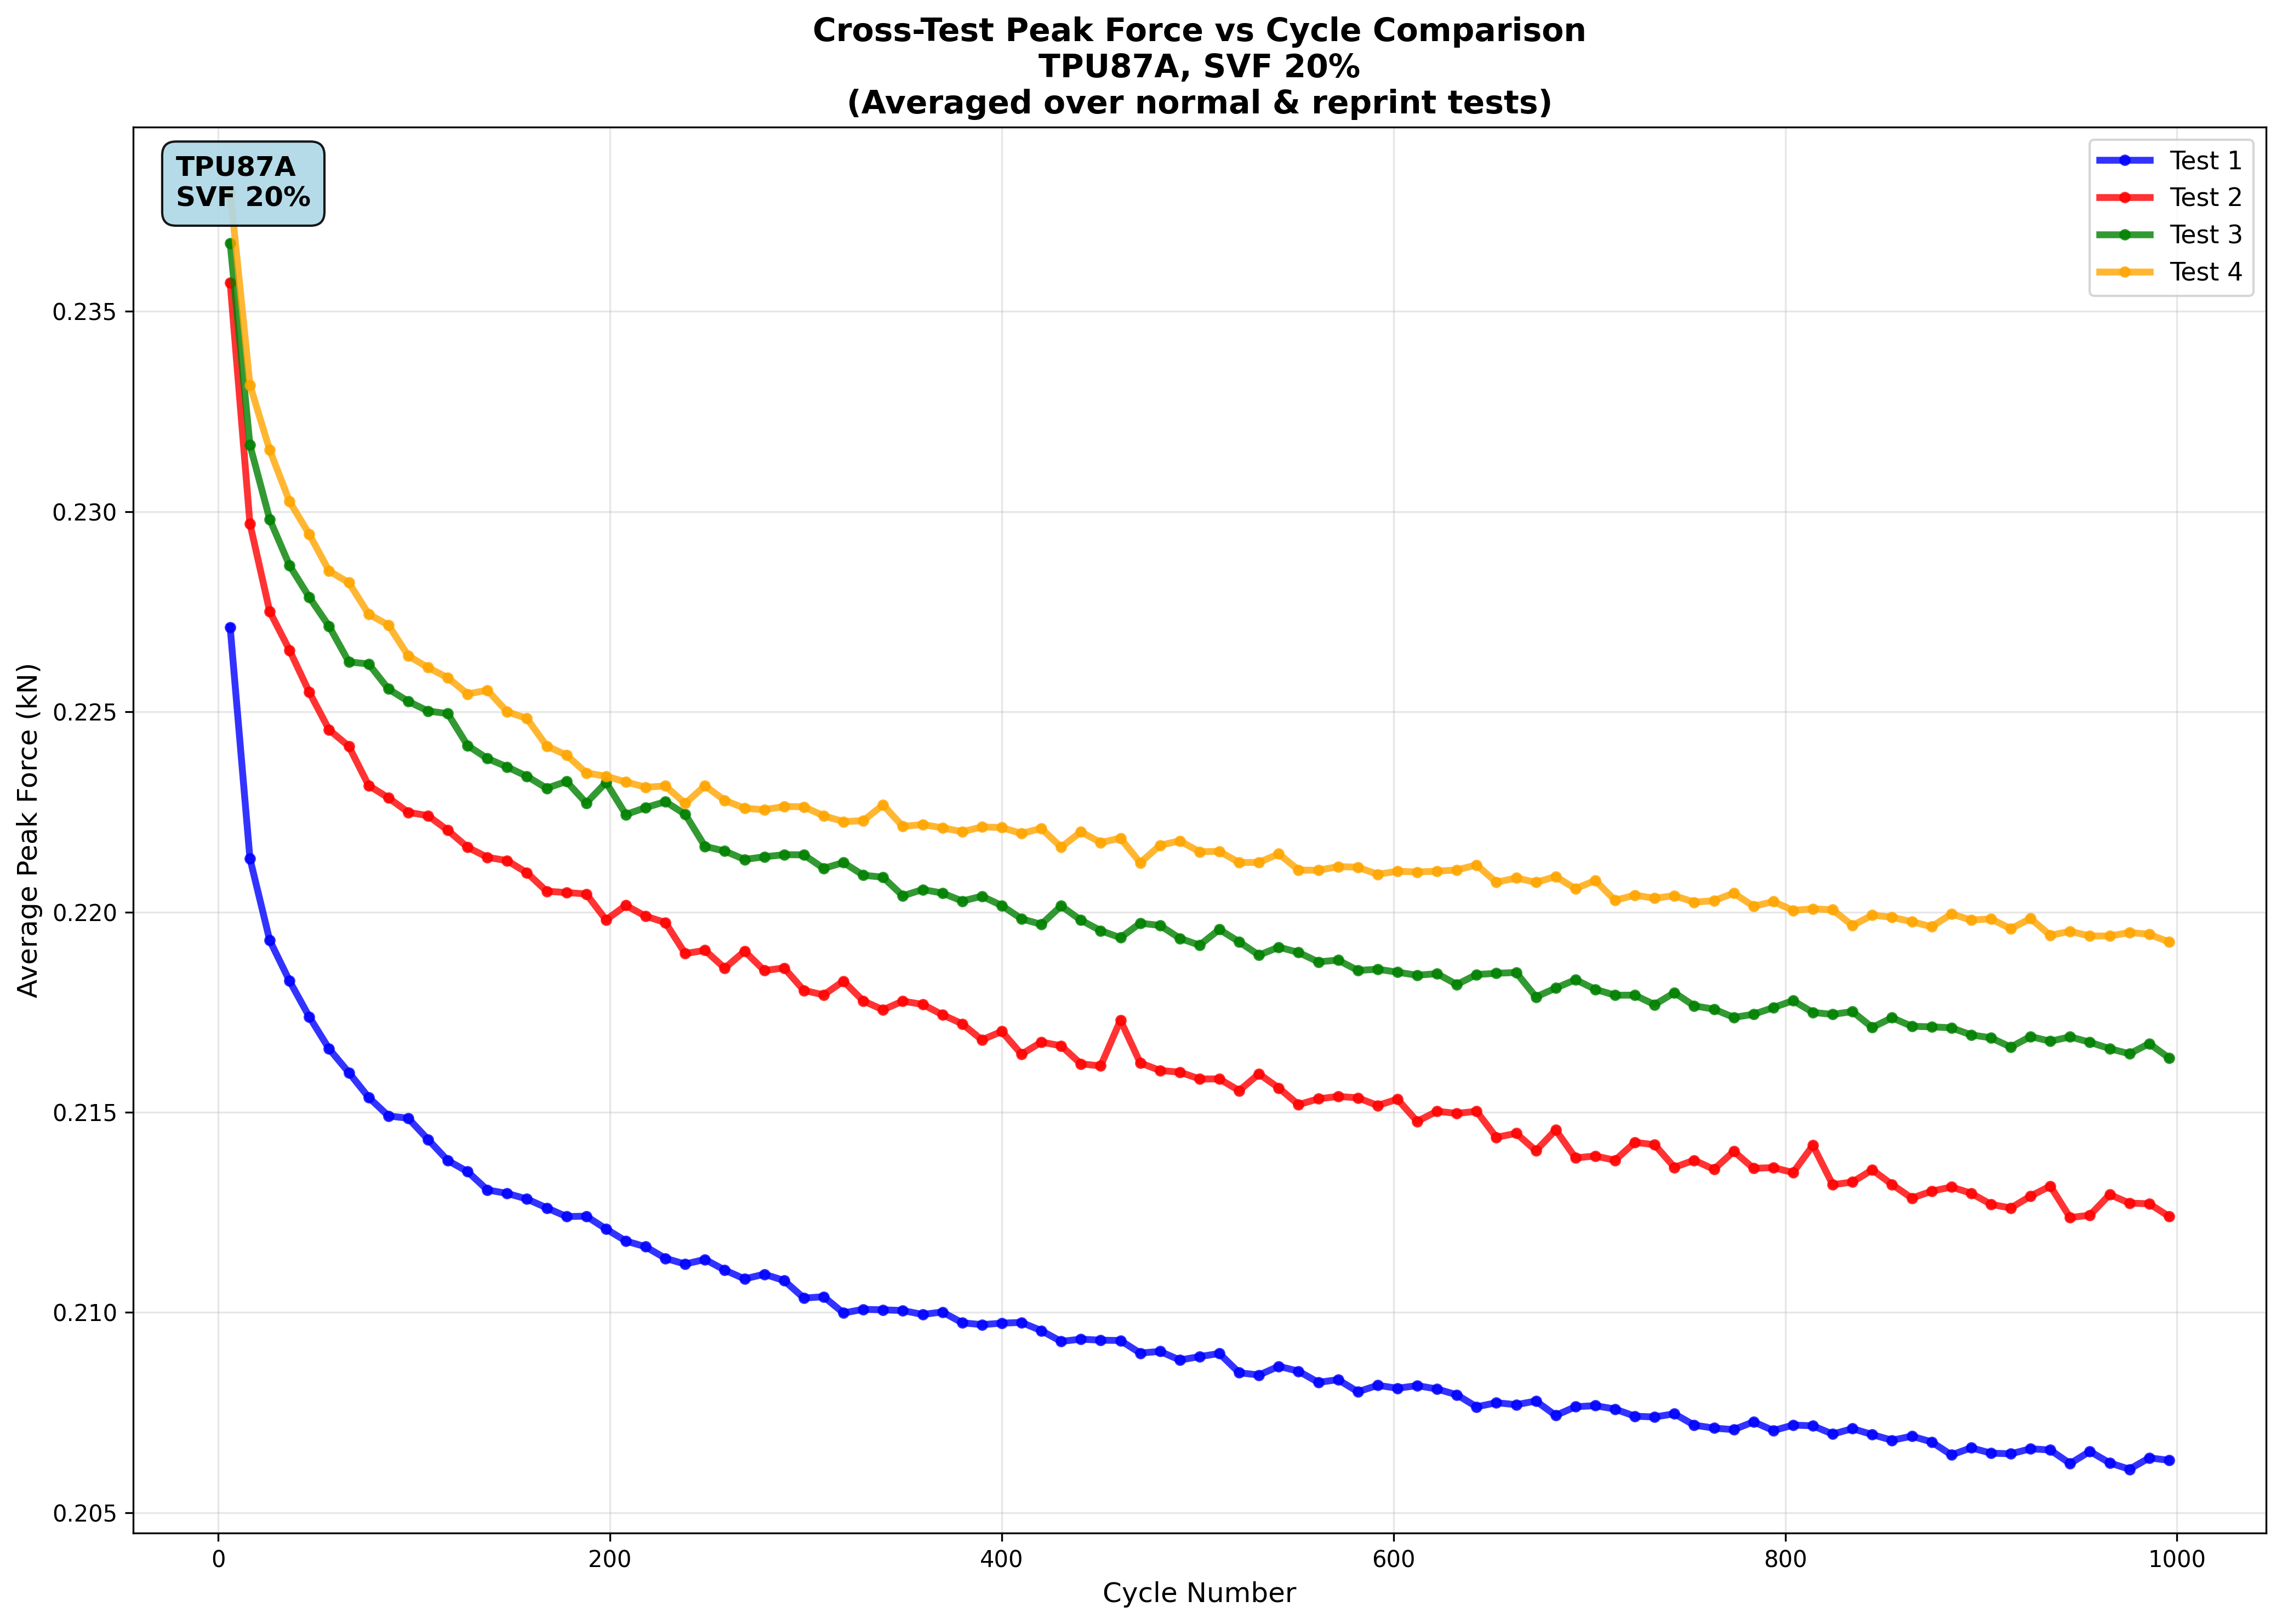 Cross-Test Peak Force vs Cycle Comparison
TPU87A, SVF 20%
(Averaged over normal & reprint tests)
TPU87A
SVF 20%
Test 1
Test 2
Test 3
Test 4
Average Peak Force (kN)
0.235
0.230
0.225
0.220
0.215
0.210
0.205
0
200
400
600
800
1000
Cycle Number